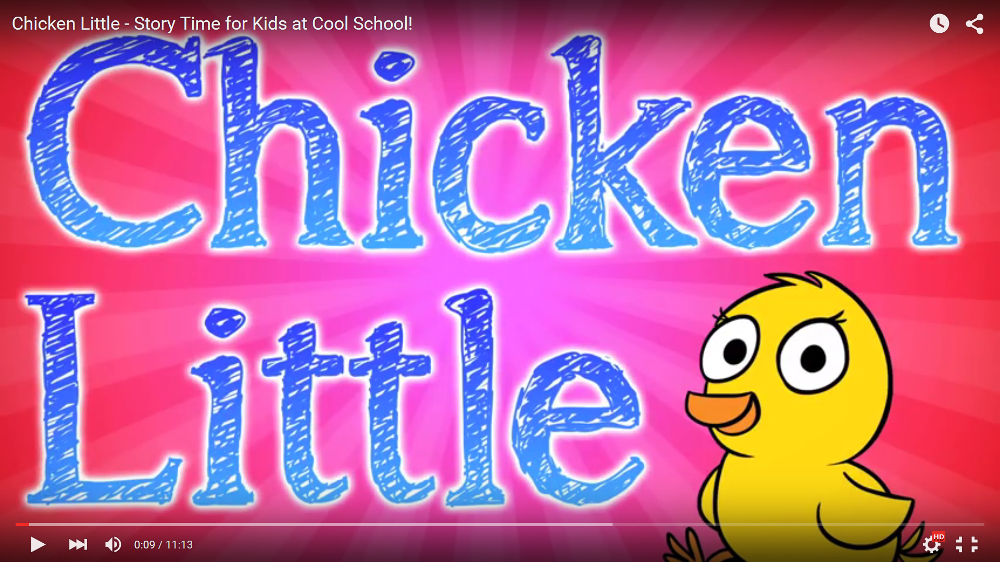 Chicken Little - Story Time for Kids at Cool School!
Chicken
Little
0:09 / 11:13
HD